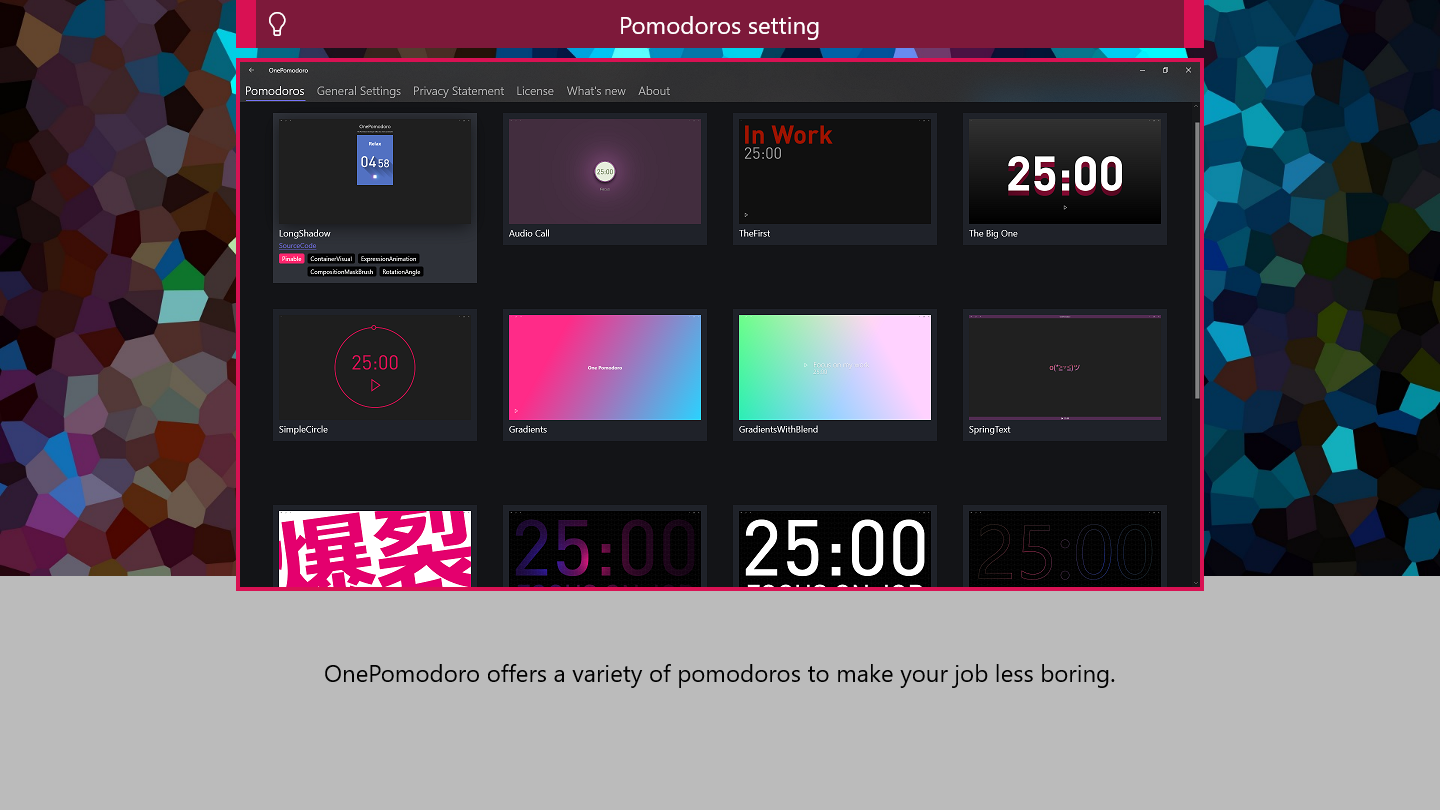 Pomodoros setting
OnePomodoro
Pomodoros General Settings Privacy Statement License What's new About
OnePomodoro
Relax
04 58
LongShadow
SourceCode
Pinable ContainerVisual ExpressionAnimation
CompositionMaskBrush RotationAngle
25:00
Focus
Audio Call
In Work
25:00
TheFirst
25:00
The Big One
25:00
SimpleCircle
One Pomodoro
Gradients
GradientsWithBlend
SpringText
爆裂
25:00
25:00
FOCUS ON JOB
25:00
OnePomodoro offers a variety of pomodoros to make your job less boring.